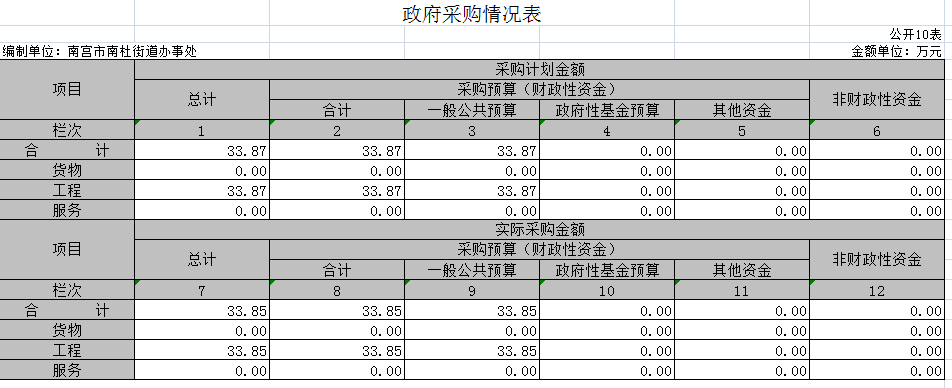 政府采购情况表
公开10表
编制单位：南宫市南杜街道办事处 金额单位：万元
项目 采购计划金额
总计 采购预算（财政性资金） 非财政性资金
合计 一般公共预算 政府性基金预算 其他资金
栏次 1 2 3 4 5 6
合 计 33.87 33.87 33.87 0.00 0.00 0.00
货物 0.00 0.00 0.00 0.00 0.00 0.00
工程 33.87 33.87 33.87 0.00 0.00 0.00
服务 0.00 0.00 0.00 0.00 0.00 0.00
项目 实际采购金额
总计 采购预算（财政性资金） 非财政性资金
合计 一般公共预算 政府性基金预算 其他资金
栏次 7 8 9 10 11 12
合 计 33.85 33.85 33.85 0.00 0.00 0.00
货物 0.00 0.00 0.00 0.00 0.00 0.00
工程 33.85 33.85 33.85 0.00 0.00 0.00
服务 0.00 0.00 0.00 0.00 0.00 0.00